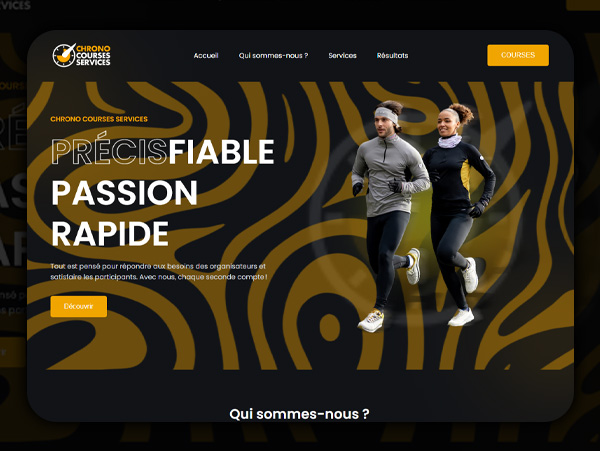 CHRONO
COURSES
SERVICES
Accueil
Qui sommes-nous ?
Services
Résultats
COURSES
CHRONO COURSES SERVICES
PRÉCISFIABLE
PASSION
RAPIDE
Tout est pensé pour répondre aux besoins des organisateurs et
satisfaire les participants. Avec nous, chaque seconde compte !
Découvrir
Qui sommes-nous ?